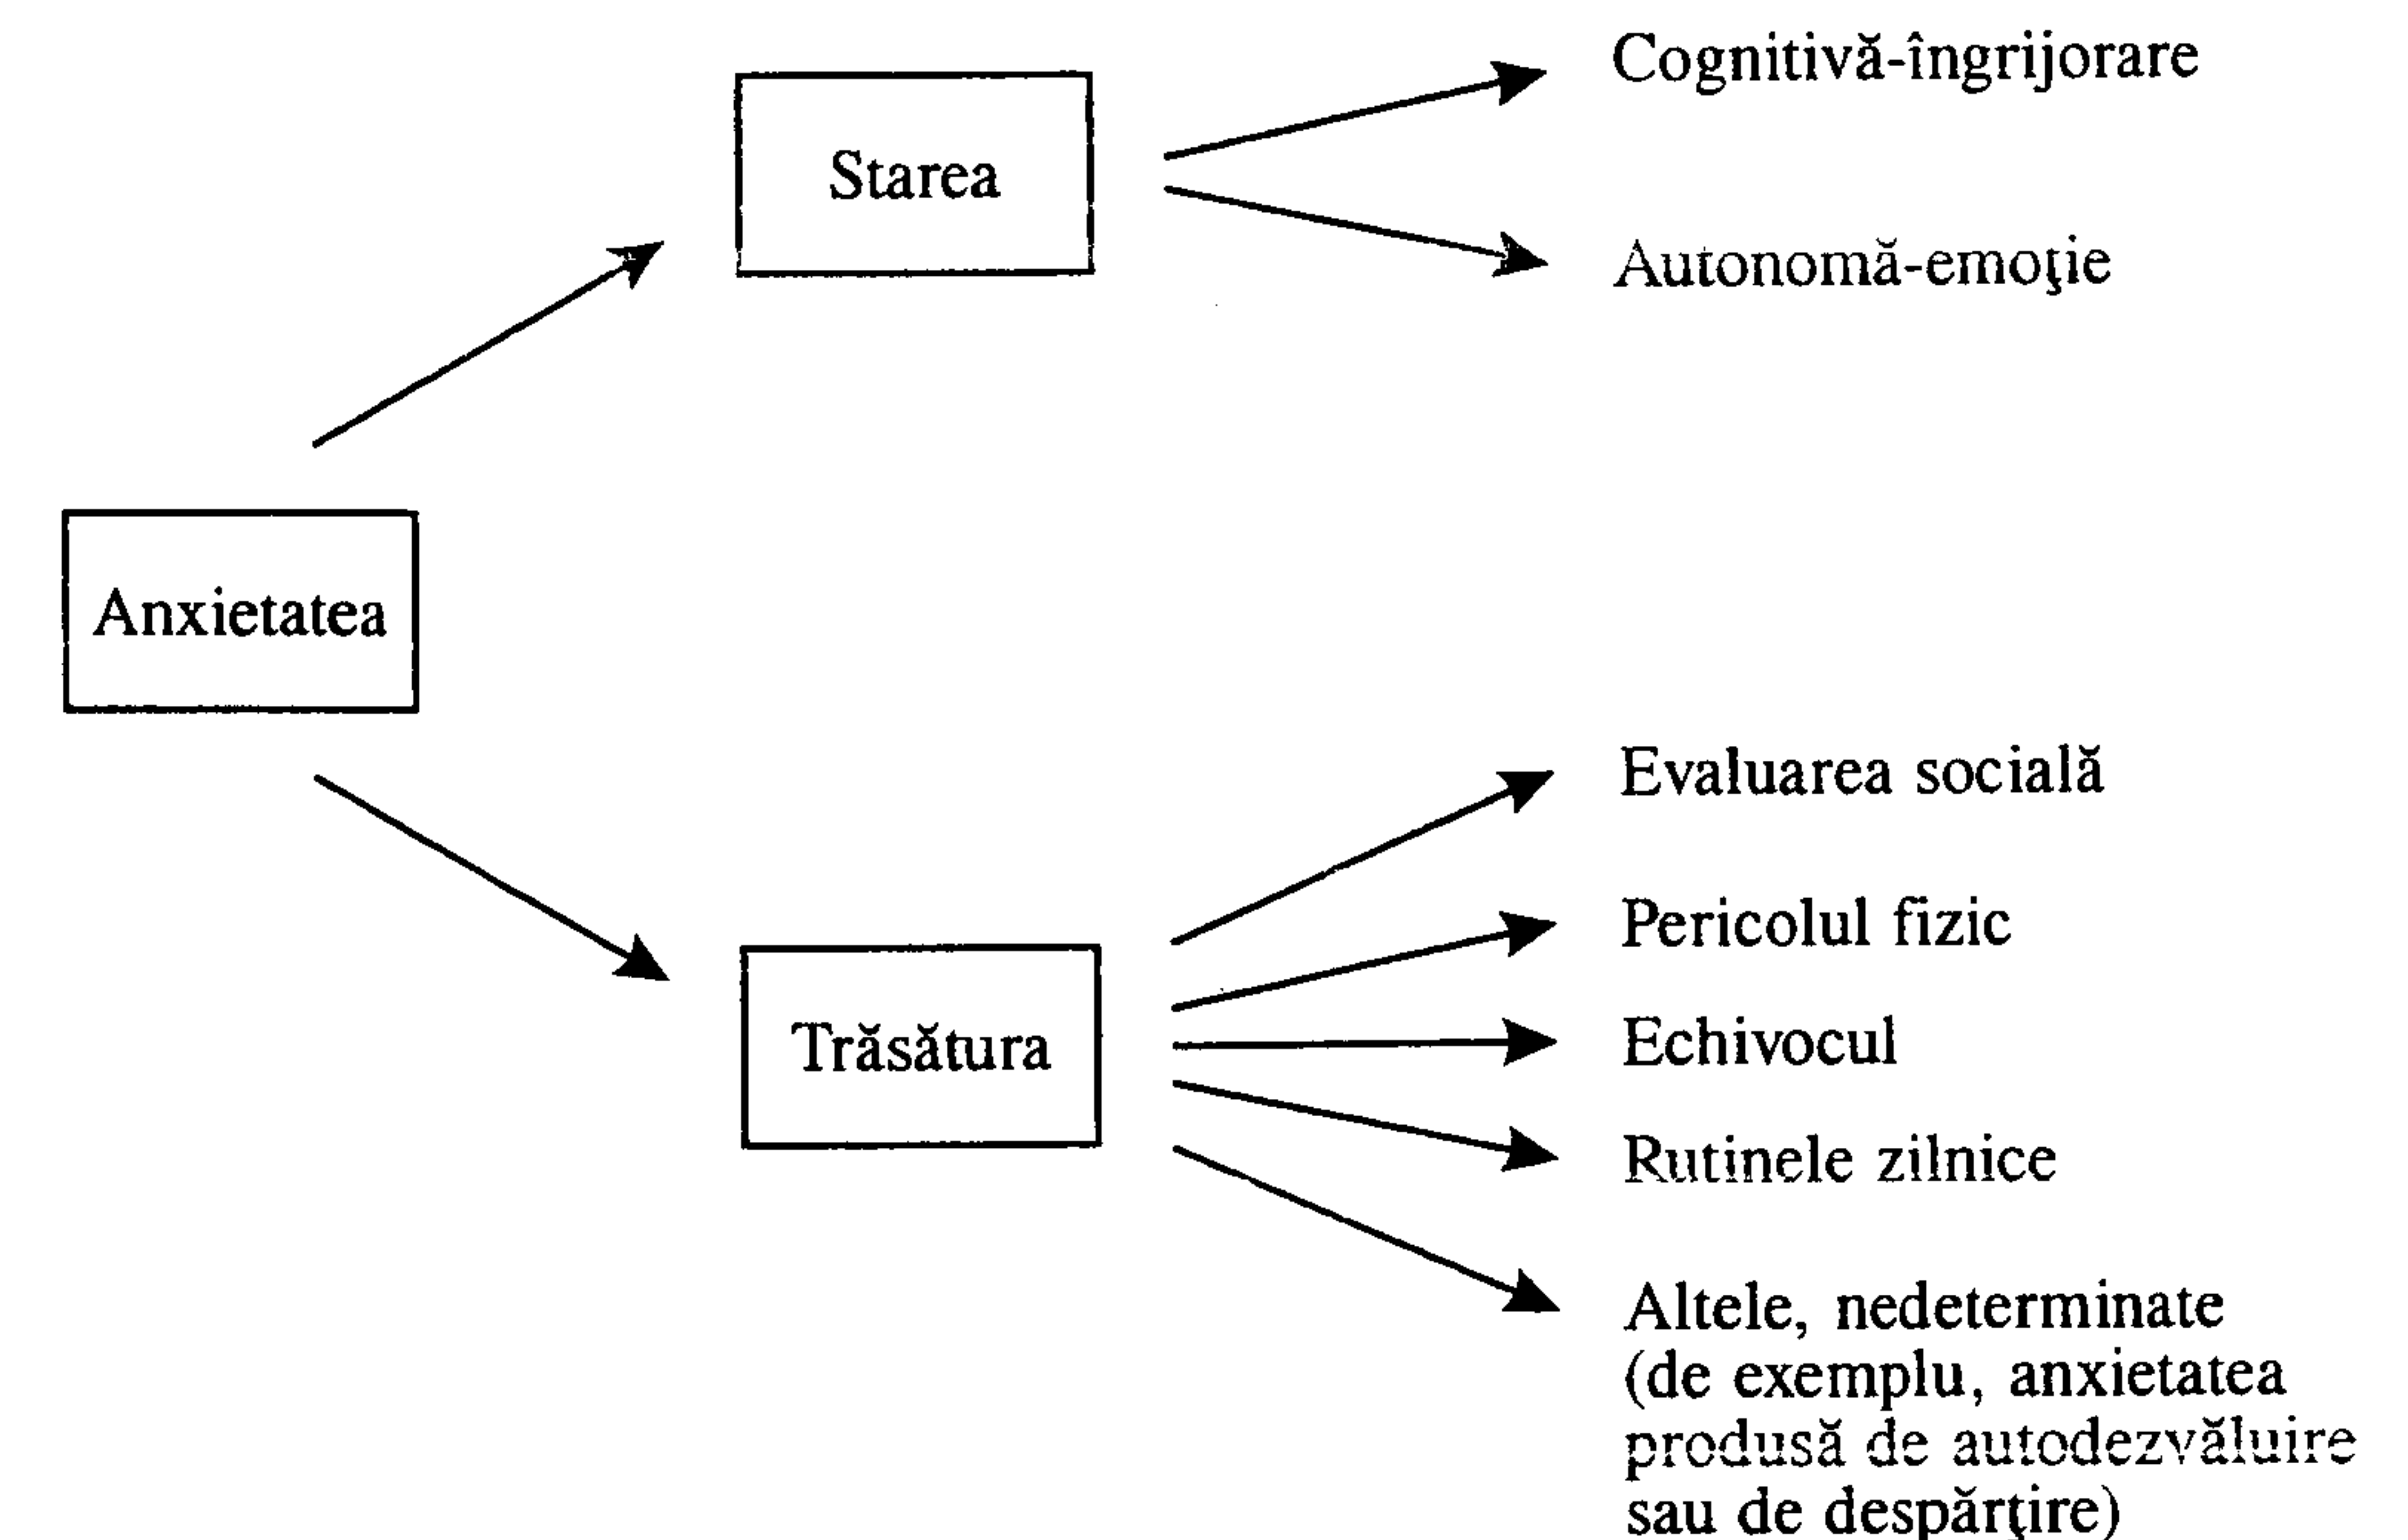 Cognitivă-îngrijorare
Starea
Autonomă-emoţie
Anxietatea
Evaluarea socială
Pericolul fizic
Trăsătura
Echivocul
Rutinele zilnice
Altele, nedeterminate
(de exemplu, anxietatea
produsă de autodezvăluire
sau de despărţire)